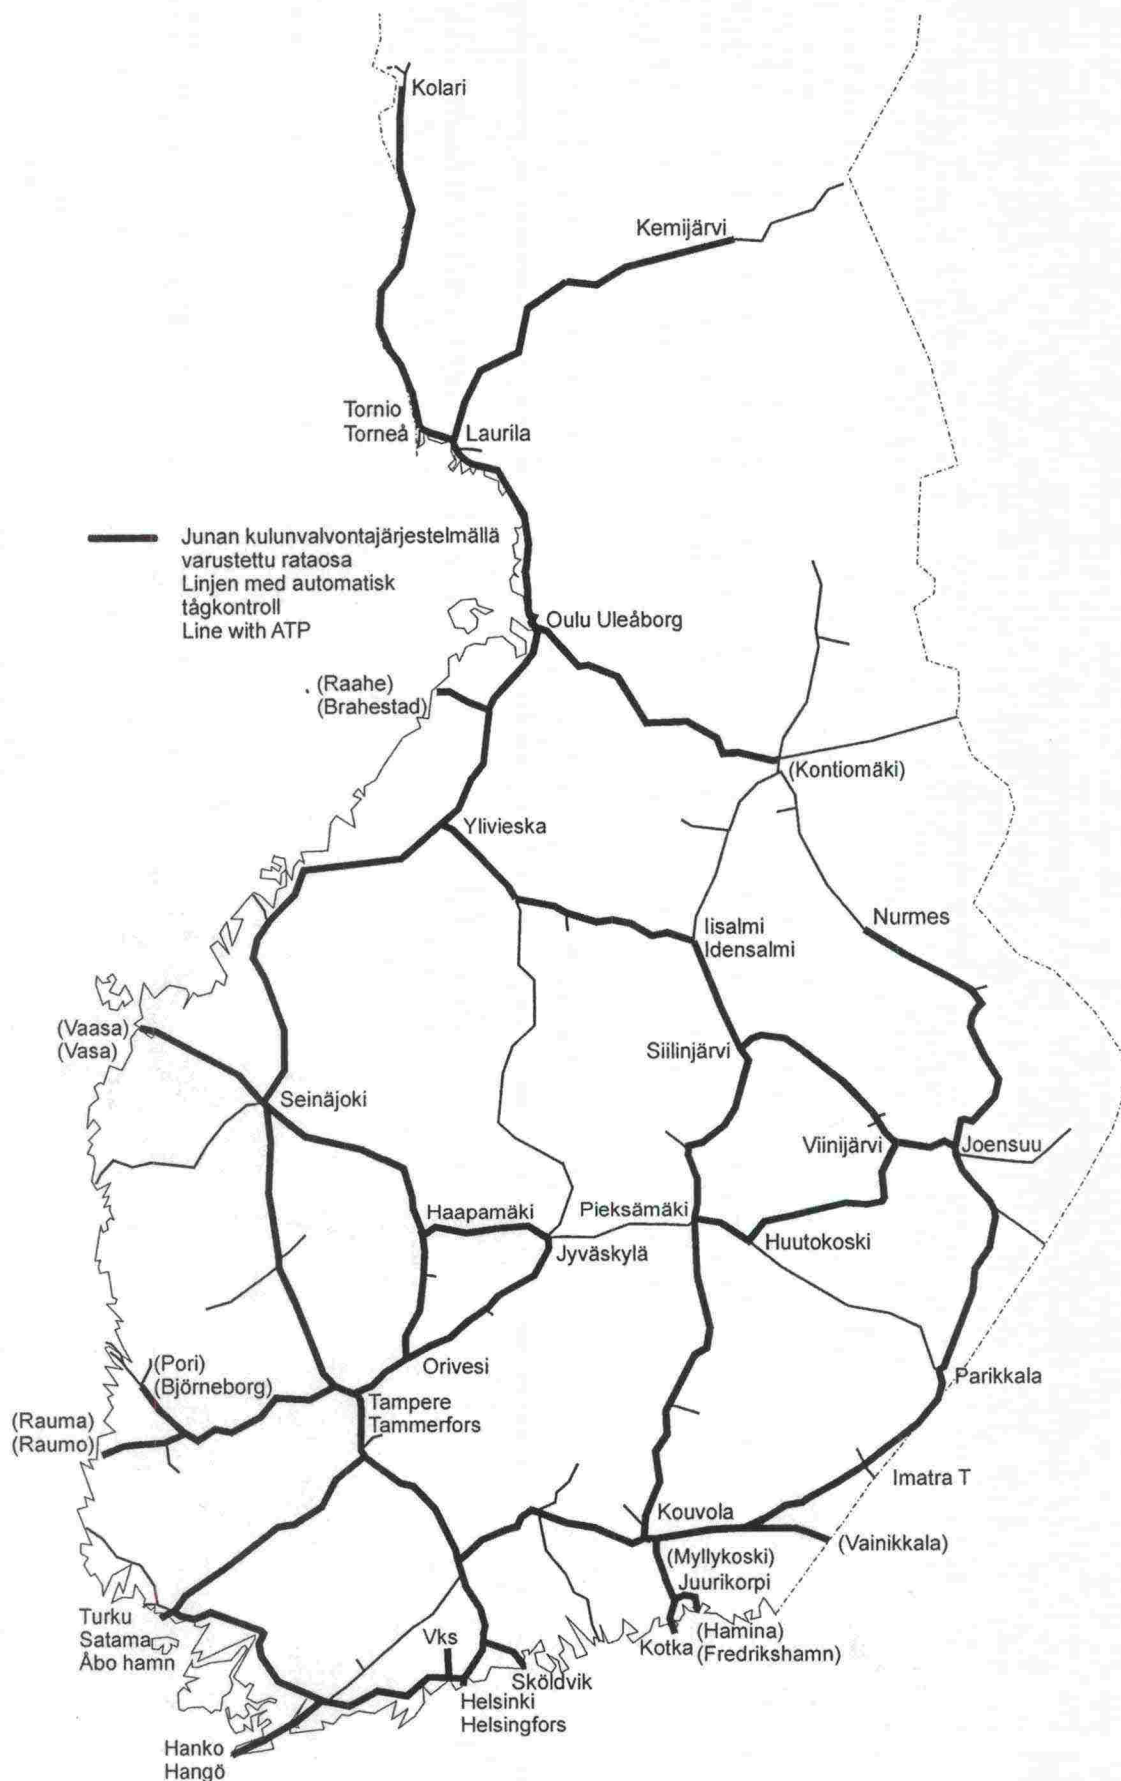 Kolari
Kemijärvi
Tornio
Torneå
Laurila
Junan kulunvalvontajärjestelmällä
varustettu rataosa
Linjen med automatisk
tågkontroll
Line with ATP
Oulu Uleåborg
(Raahe)
(Brahestad)
(Kontiomäki)
Ylivieska
Iisalmi
Idensalmi
Nurmes
(Vaasa)
(Vasa)
Siilinjärvi
Seinäjoki
Viinijärvi
Joensuu
Haapamäki
Pieksämäki
Jyväskylä
Huutokoski
Orivesi
(Pori)
(Björneborg)
Parikkala
Tampere
Tammerfors
(Rauma)
(Raumo)
Imatra T
Kouvola
(Vainikkala)
(Myllykoski)
Juurikorpi
Turku
Satama
Åbo hamn
Vks
Kotka
(Hamina)
(Fredrikshamn)
Sköldvik
Helsinki
Helsingfors
Hanko
Hangö